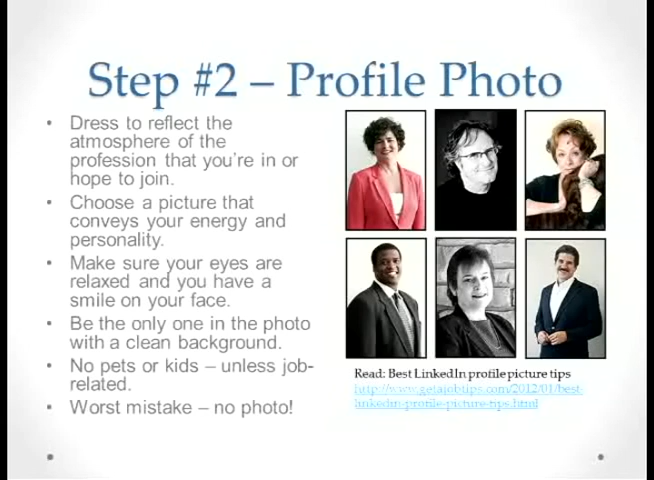 Step #2 – Profile Photo
• Dress to reflect the
atmosphere of the
profession that you're in or
hope to join.
• Choose a picture that
conveys your energy and
personality.
• Make sure your eyes are
relaxed and you have a
smile on your face.
• Be the only one in the photo
with a clean background.
• No pets or kids – unless job-
related.
• Worst mistake – no photo!
Read: Best LinkedIn profile picture tips
http://www.getajobtips.com/2012/01/best-
linkedin-profile-picture-tips.html